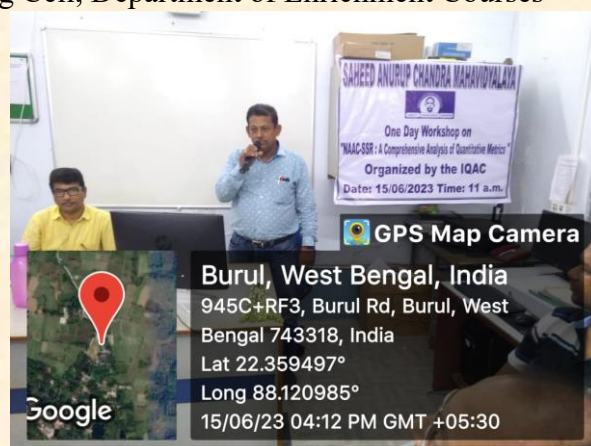 g Cell, Department of Enrichment Courses
SAHEED ANURUP CHANDRA MAHAVIDYALAYA
One Day Workshop on
"NAAC-SSR : A Comprehensive Analysis of Quantitative Metrics "
Organized by the IQAC
Date: 15/06/2023 Time: 11 a.m.
GPS Map Camera
Burul, West Bengal, India
945C+RF3, Burul Rd, Burul, West
Bengal 743318, India
Lat 22.359497°
Long 88.120985°
15/06/23 04:12 PM GMT +05:30
Google